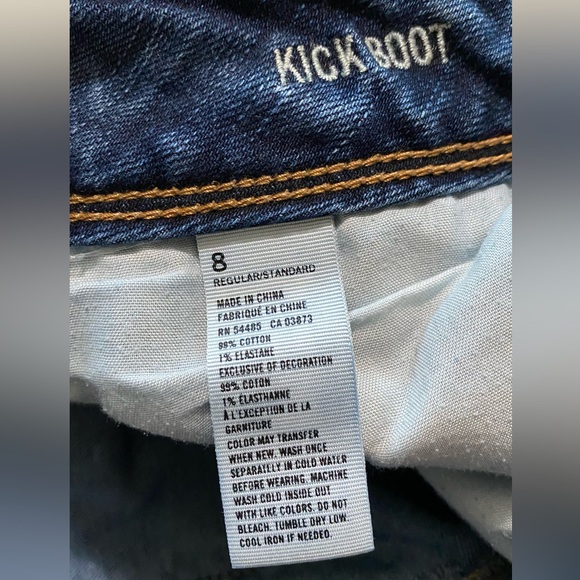 KICK BOOT
8
REGULAR/STANDARD
MADE IN CHINA
FABRIQUÉ EN CHINE
RN 54485 CA 03873
99% COTTON
1% ELASTANE
EXCLUSIVE OF DECORATION
99% COTON
1% ÉLASTHANNE
À L'EXCEPTION DE LA
GARNITURE
COLOR MAY TRANSFER
WHEN NEW. WASH ONCE
SEPARATELY IN COLD WATER
BEFORE WEARING. MACHINE
WASH COLD INSIDE OUT
WITH LIKE COLORS. DO NOT
BLEACH. TUMBLE DRY LOW.
COOL IRON IF NEEDED.